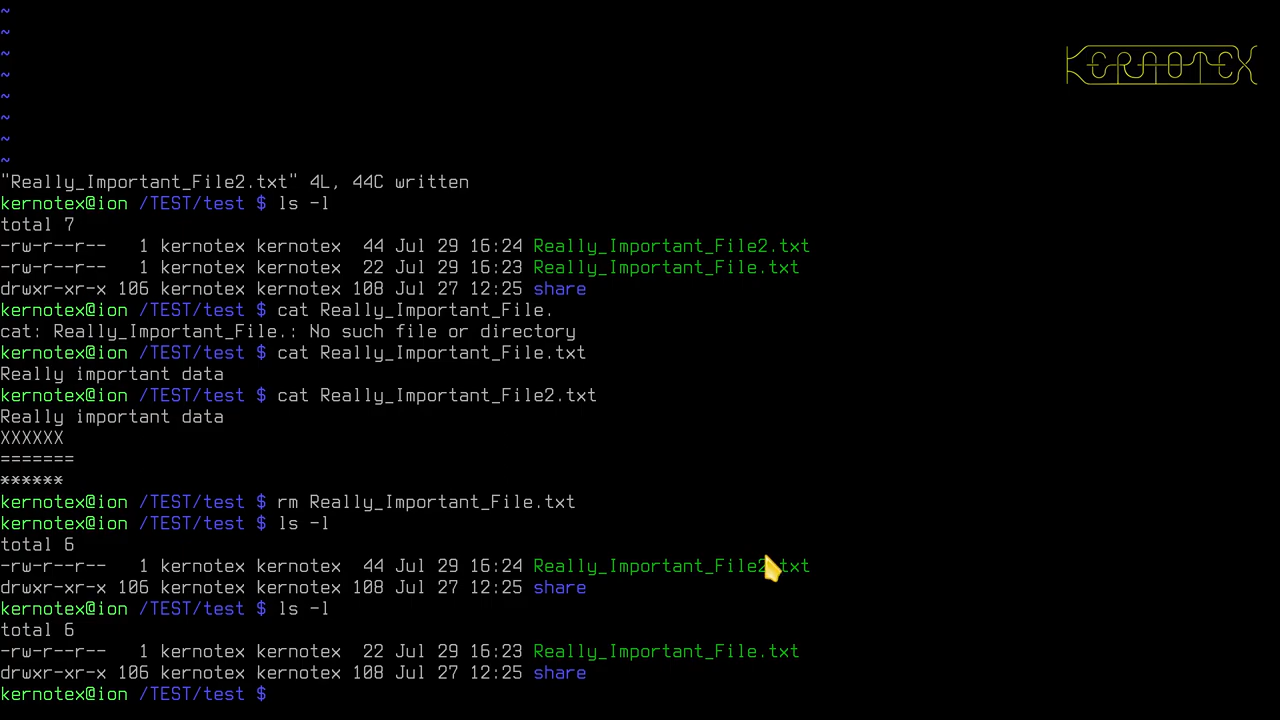 ~
~
~
~
~
~
~
~
KERNOTEX
"Really_Important_File2.txt" 4L, 44C written
kernotex@ion /TEST/test $ ls -l
total 7
-rw-r--r--   1 kernotex kernotex  44 Jul 29 16:24 Really_Important_File2.txt
-rw-r--r--   1 kernotex kernotex  22 Jul 29 16:23 Really_Important_File.txt
drwxr-xr-x 106 kernotex kernotex 108 Jul 27 12:25 share
kernotex@ion /TEST/test $ cat Really_Important_File.
cat: Really_Important_File.: No such file or directory
kernotex@ion /TEST/test $ cat Really_Important_File.txt
Really important data
kernotex@ion /TEST/test $ cat Really_Important_File2.txt
Really important data
XXXXXX
=======
******
kernotex@ion /TEST/test $ rm Really_Important_File.txt
kernotex@ion /TEST/test $ ls -l
total 6
-rw-r--r--   1 kernotex kernotex  44 Jul 29 16:24 Really_Important_File2.txt
drwxr-xr-x 106 kernotex kernotex 108 Jul 27 12:25 share
kernotex@ion /TEST/test $ ls -l
total 6
-rw-r--r--   1 kernotex kernotex  22 Jul 29 16:23 Really_Important_File.txt
drwxr-xr-x 106 kernotex kernotex 108 Jul 27 12:25 share
kernotex@ion /TEST/test $